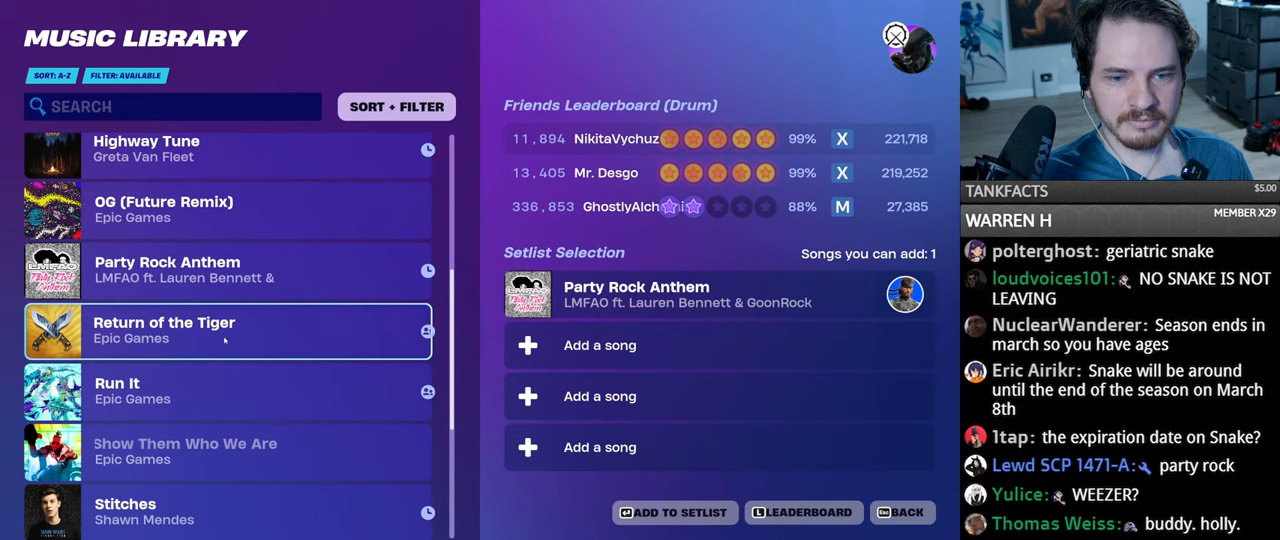 MUSIC LIBRARY
SORT: A-Z
FILTER: AVAILABLE
SEARCH
SORT + FILTER
Highway Tune
Greta Van Fleet
OG (Future Remix)
Epic Games
Party Rock Anthem
LMFAO ft. Lauren Bennett &
Return of the Tiger
Epic Games
Run It
Epic Games
Show Them Who We Are
Epic Games
Stitches
Shawn Mendes
Friends Leaderboard (Drum)
11,894 NikitaVychuz 99% X 221,718
13,405 Mr. Desgo 99% X 219,252
336,853 GhostlyAlch 88% M 27,385
Setlist Selection
Songs you can add: 1
Party Rock Anthem
LMFAO ft. Lauren Bennett & GoonRock
Add a song
Add a song
Add a song
ADD TO SETLIST
L LEADERBOARD
Esc BACK
TANKFACTS $5.00
WARREN H MEMBER X29
polterghost: geriatric snake
loudvoices101: NO SNAKE IS NOT
LEAVING
NuclearWanderer: Season ends in
march so you have ages
Eric Airikr: Snake will be around
until the end of the season on March
8th
1tap: the expiration date on Snake?
Lewd SCP 1471-A: party rock
Yulice: WEEZER?
Thomas Weiss: buddy. holly.